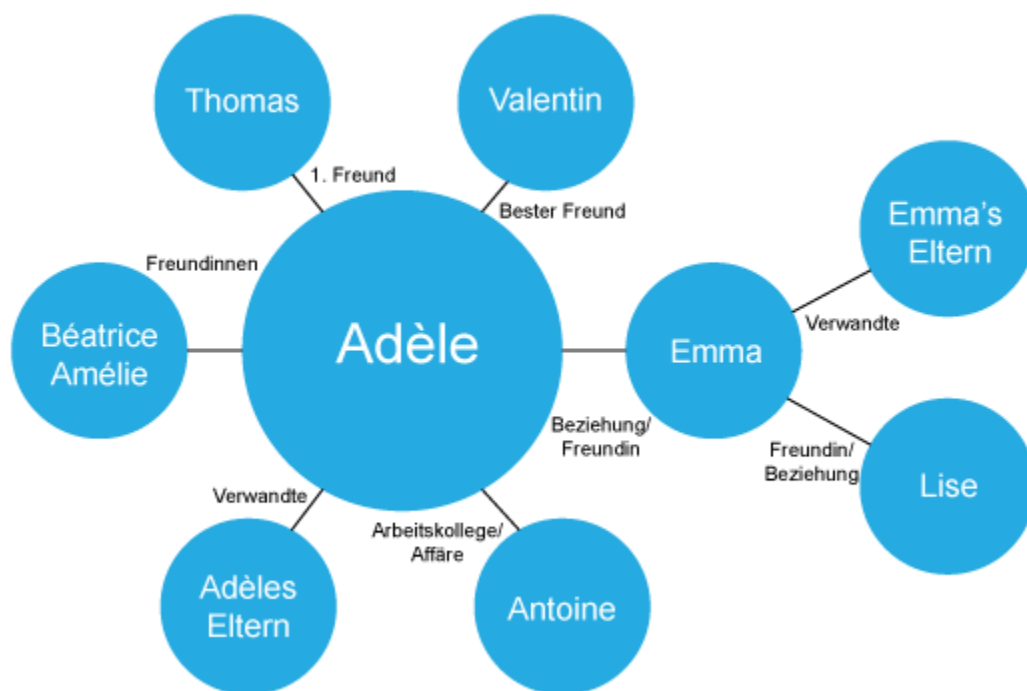 Thomas
Valentin
1. Freund
Bester Freund
Emma's
Eltern
Freundinnen
Béatrice
Amélie
Adèle
Emma
Verwandte
Beziehung/
Freundin
Freundin/
Beziehung
Lise
Verwandte
Arbeitskollege/
Affäre
Adèles
Eltern
Antoine